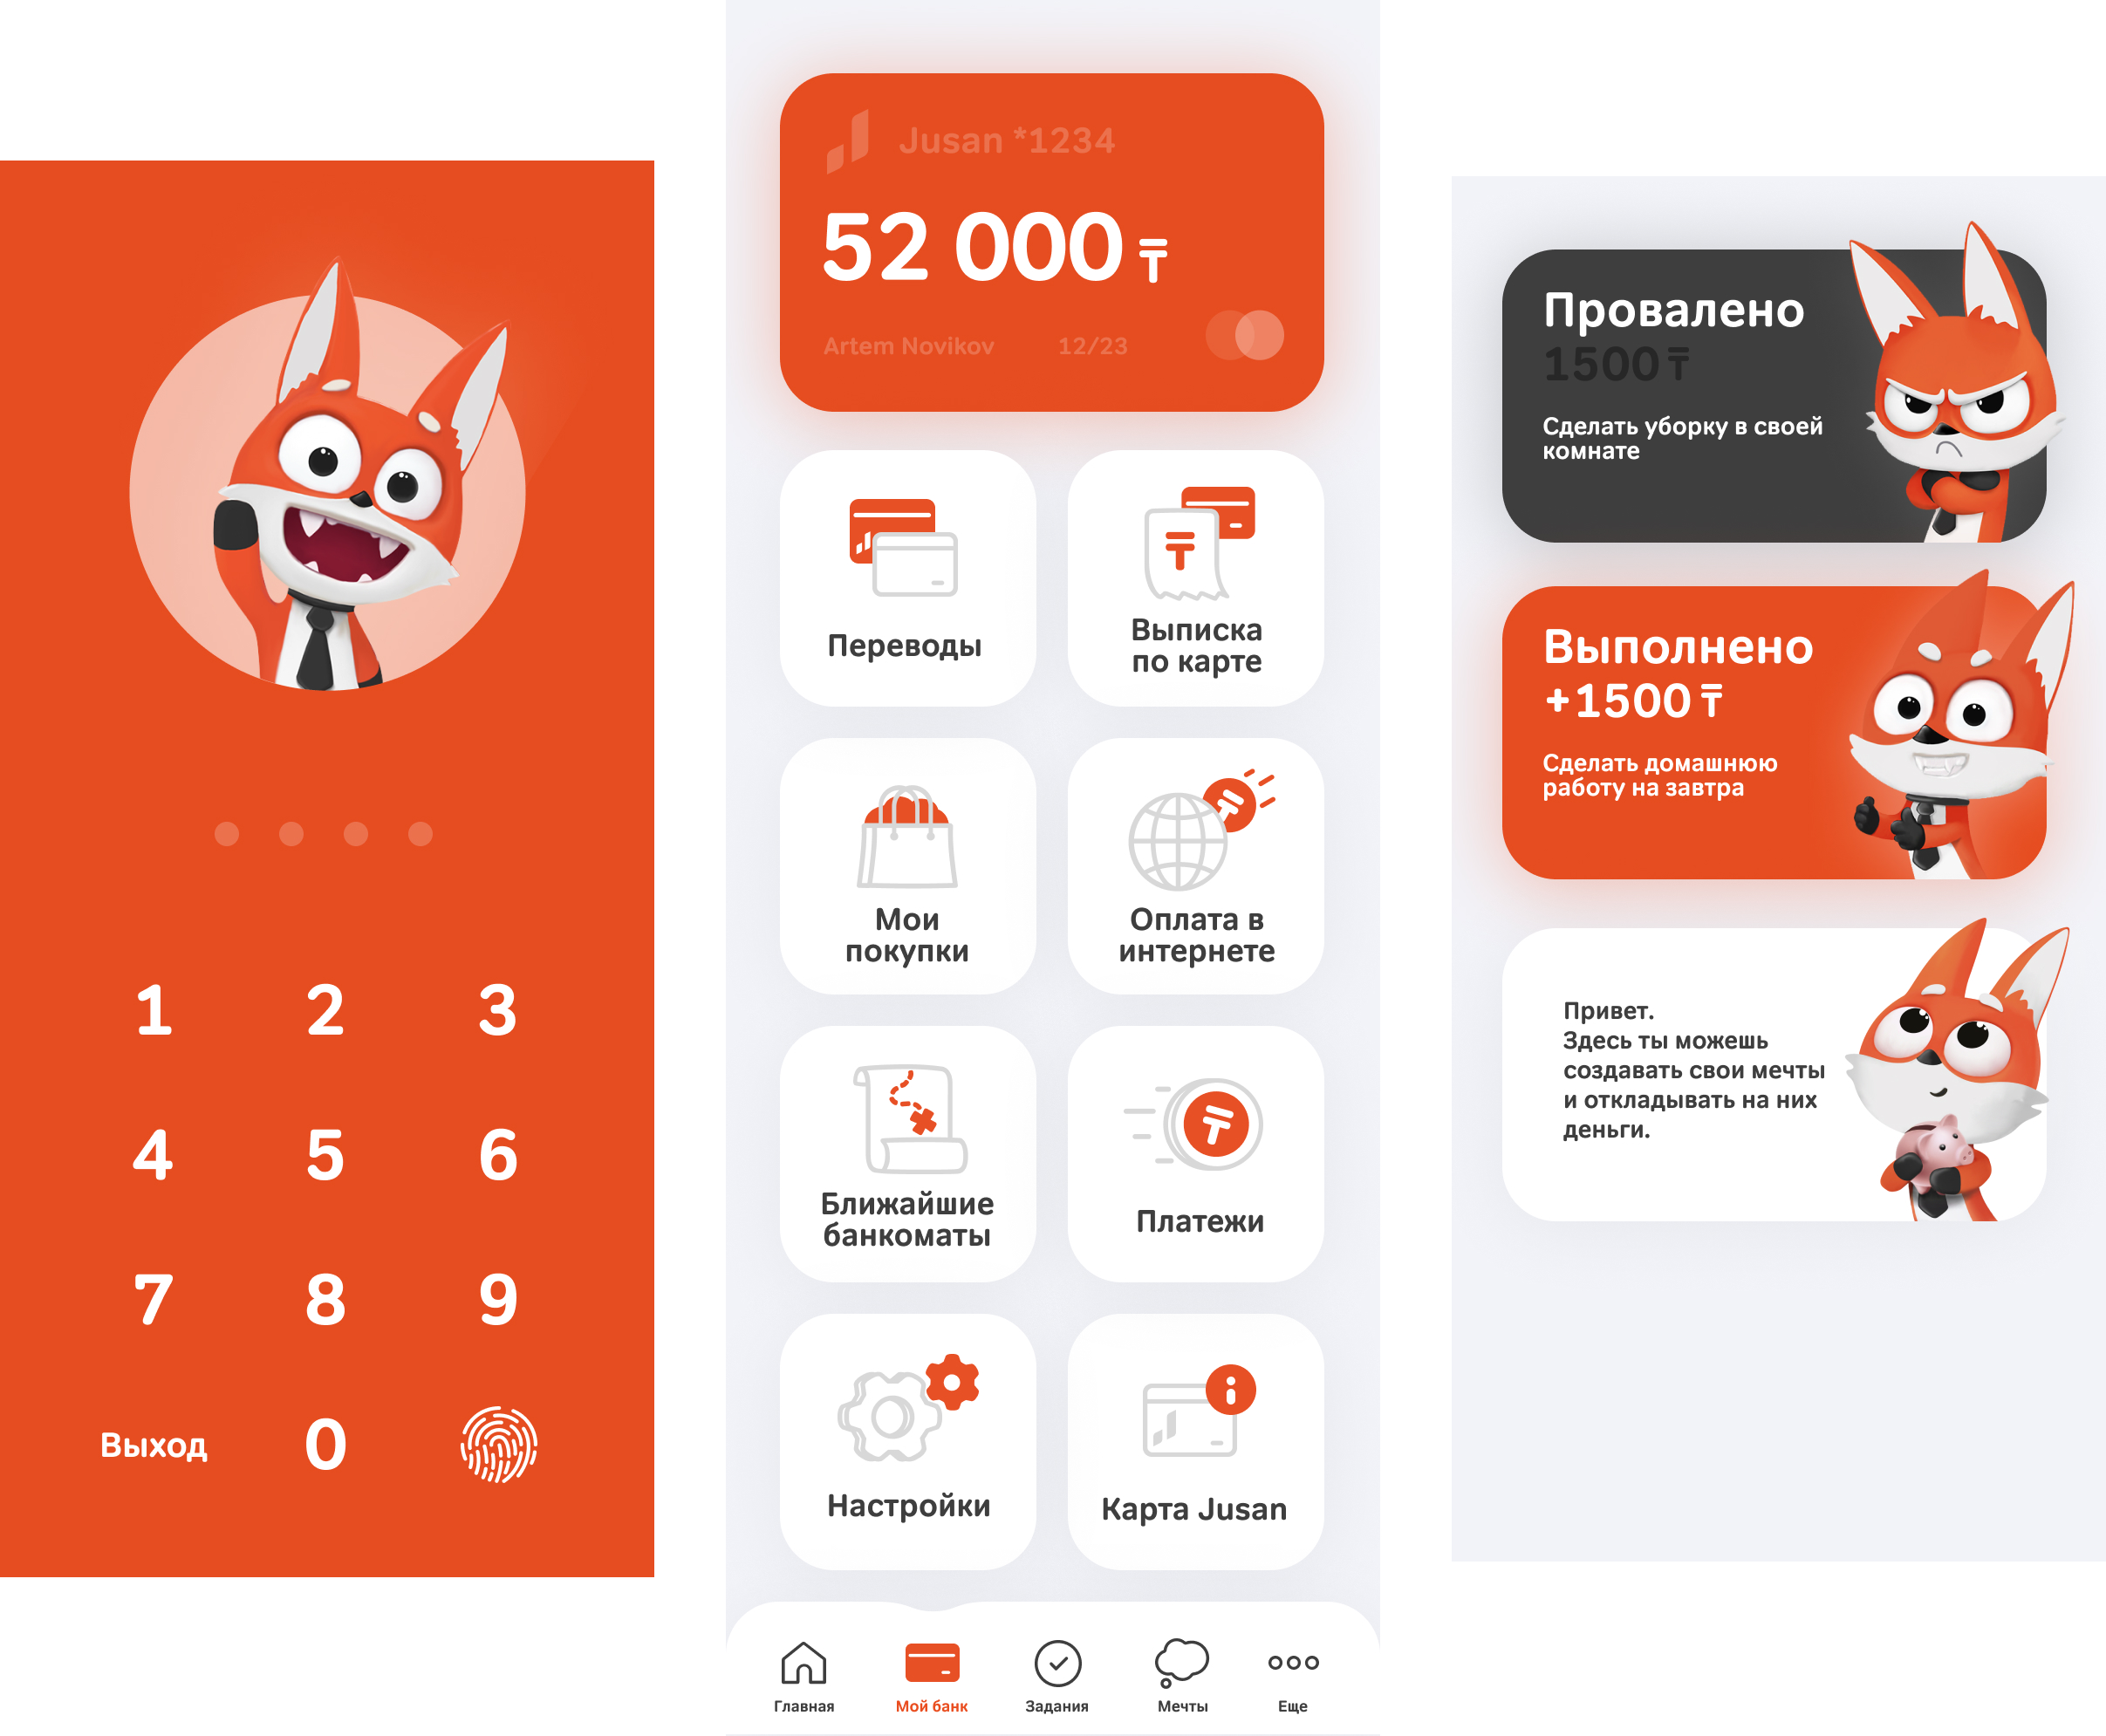 1 2 3
4 5 6
7 8 9
Выход 0
Jusan *1234
52 000 ₸
Artem Novikov 12/23
Переводы
Выписка
по карте
Мои
покупки
Оплата в
интернете
Ближайшие
банкоматы
Платежи
Настройки
Карта Jusan
Главная
Мой банк
Задания
Мечты
Еще
Провалено
1500 ₸
Сделать уборку в своей
комнате
Выполнено
+1500 ₸
Сделать домашнюю
работу на завтра
Привет.
Здесь ты можешь
создавать свои мечты
и откладывать на них
деньги.